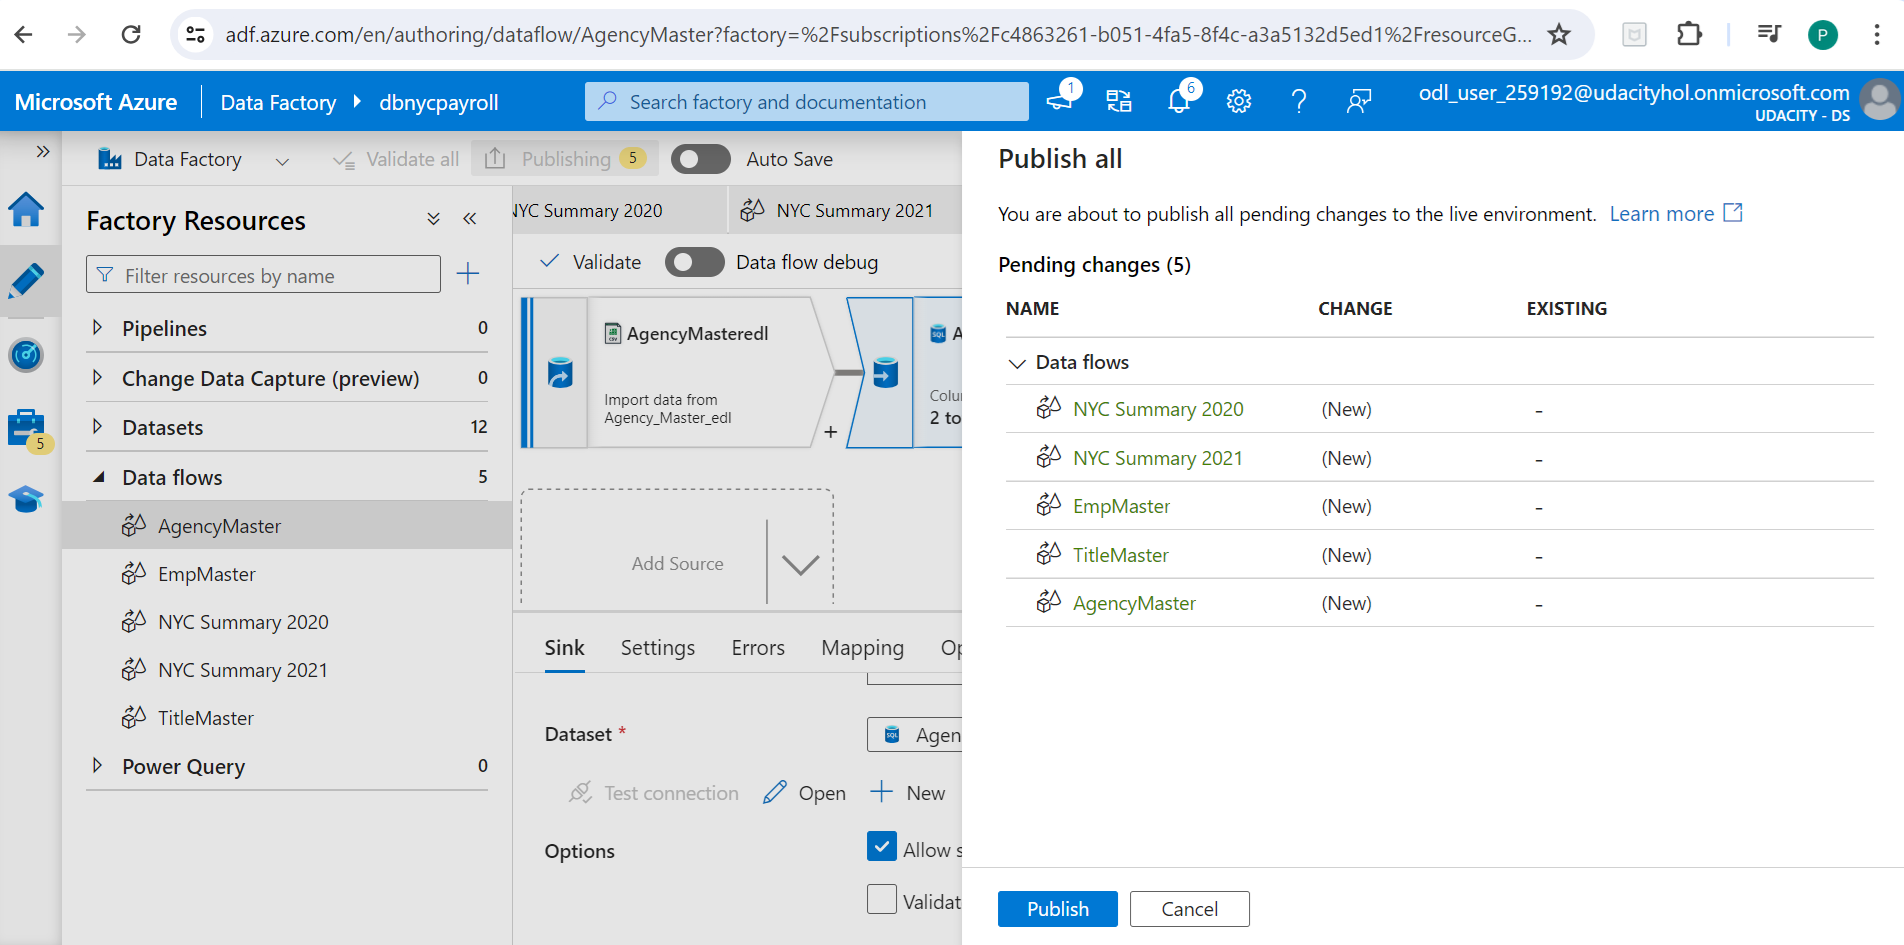 adf.azure.com/en/authoring/dataflow/AgencyMaster?factory=%2Fsubscriptions%2Fc4863261-b051-4fa5-8f4c-a3a5132d5ed1%2FresourceG...
P
Microsoft Azure
Data Factory
dbnycpayroll
Search factory and documentation
1
6
odl_user_259192@udacityhol.onmicrosoft.com
UDACITY - DS
Data Factory
Validate all
Publishing
5
Auto Save
Factory Resources
Filter resources by name
Pipelines
0
Change Data Capture (preview)
0
Datasets
12
Data flows
5
AgencyMaster
EmpMaster
NYC Summary 2020
NYC Summary 2021
TitleMaster
Power Query
0
5
NYC Summary 2020
NYC Summary 2021
Validate
Data flow debug
AgencyMasteredl
Import data from
Agency_Master_edl
A
Colu
2 to
Add Source
Sink
Settings
Errors
Mapping
Op
Dataset *
Agen
Test connection
Open
New
Options
Allow s
Validat
Publish all
You are about to publish all pending changes to the live environment. Learn more
Pending changes (5)
NAME
CHANGE
EXISTING
Data flows
NYC Summary 2020
(New)
-
NYC Summary 2021
(New)
-
EmpMaster
(New)
-
TitleMaster
(New)
-
AgencyMaster
(New)
-
Publish
Cancel